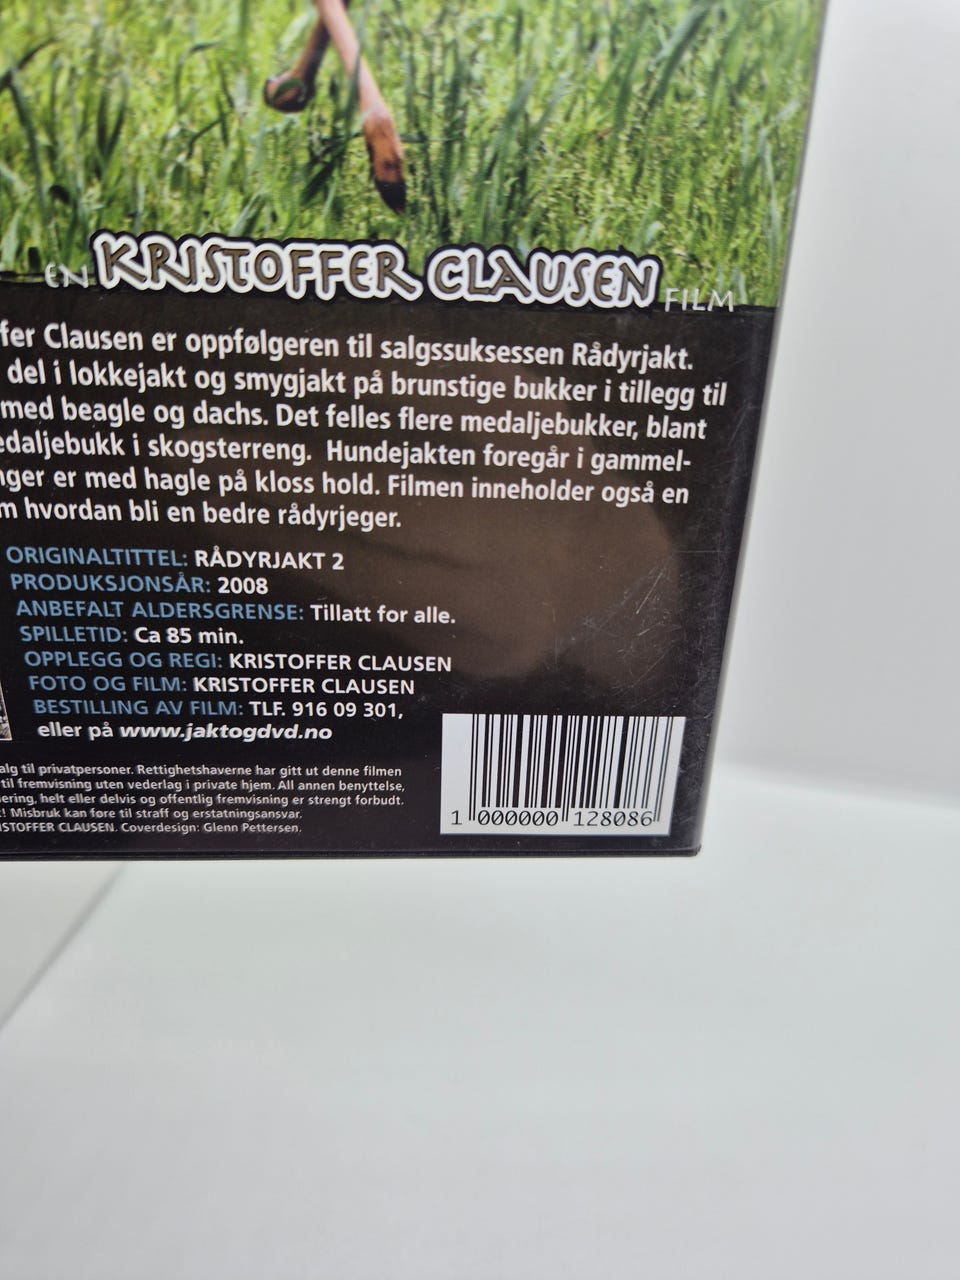 EN KRISTOFFER CLAUSEN FILM
Clausen er oppfølgeren til salgssuksessen Rådyrjakt.
del i lokkejakt og smygjakt på brunstige bukker i tillegg til
med beagle og dachs. Det felles flere medaljebukker, blant
i skogsterreng. Hundejakten foregår i gammel-
er med hagle på kloss hold. Filmen inneholder også en
hvordan bli en bedre rådyrjeger.
ORIGINALTITTEL: RÅDYRJAKT 2
PRODUKSJONSÅR: 2008
ANBEFALT ALDERSGRENSE: Tillatt for alle.
SPILLETID: Ca 85 min.
OPPLEGG OG REGI: KRISTOFFER CLAUSEN
FOTO OG FILM: KRISTOFFER CLAUSEN
BESTILLING AV FILM: TLF. 916 09 301,
eller på www.jaktogdvd.no
til privatpersoner. Rettighetshaverne har gitt ut denne filmen
til fremvisning uten vederlag i private hjem. All annen benyttelse,
helt eller delvis og offentlig fremvisning er strengt forbudt.
! Misbruk kan føre til straff og erstatningsansvar.
CLAUSEN. Coverdesign: Glenn Pettersen.
1 000000 128086